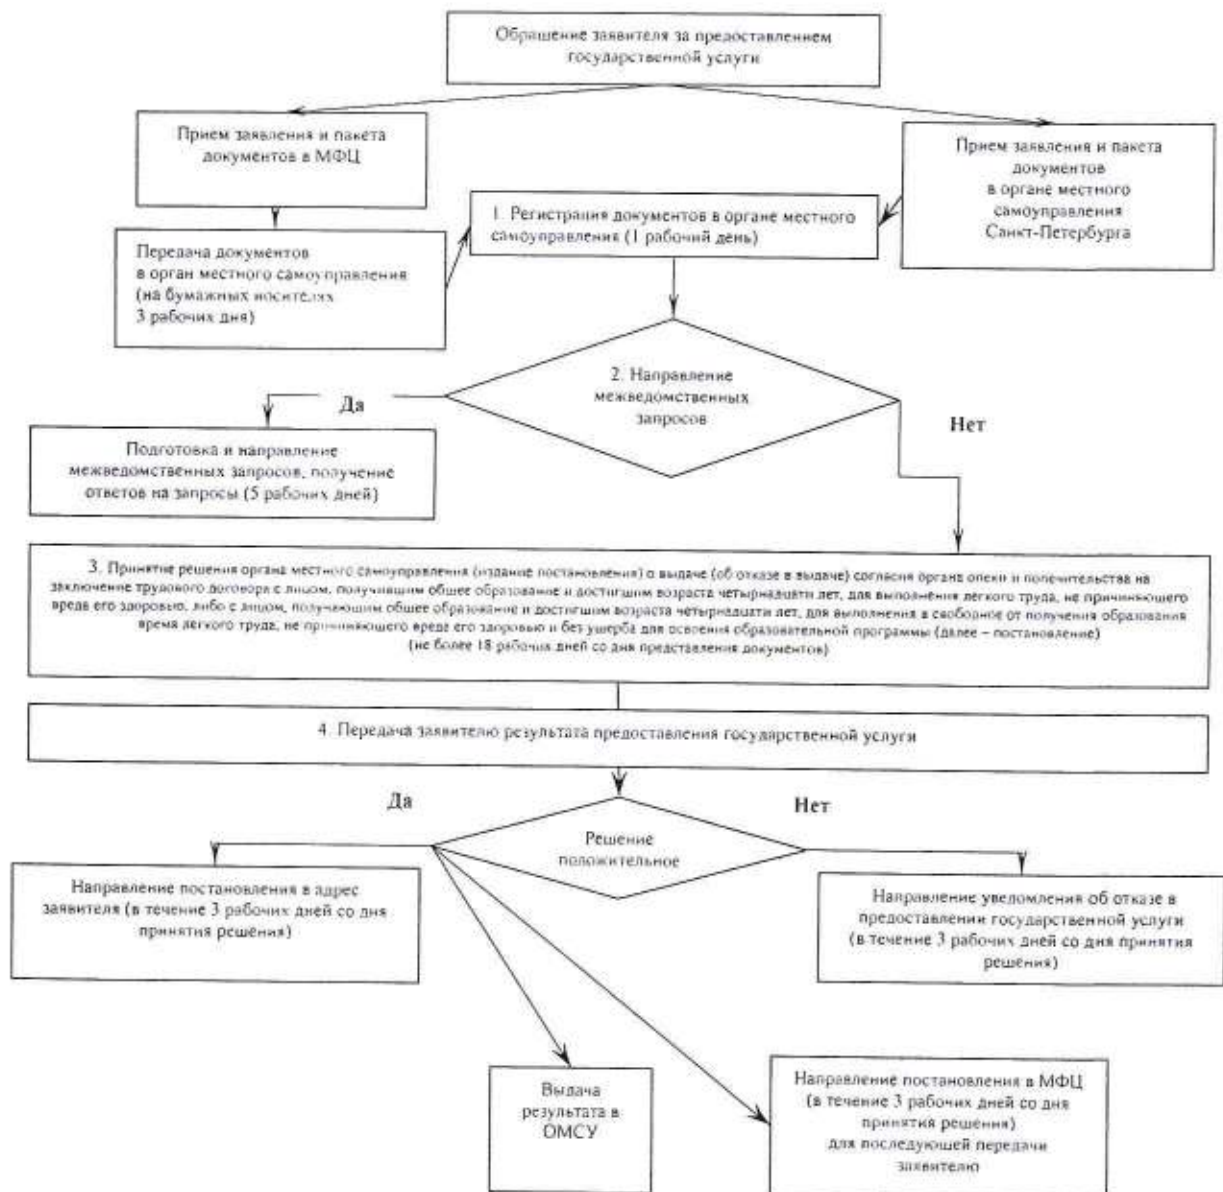 Обращение заявителя за предоставлением
государственной услуги
Прием заявления и пакета
документов в МФЦ
Прием заявления и пакета
документов
в органе местного
самоуправления
Санкт-Петербурга
1. Регистрация документов в органе местного
самоуправления (1 рабочий день)
Передача документов
в орган местного самоуправления
(на бумажных носителях
3 рабочих дня)
2. Направление
межведомственных
запросов
Да
Нет
Подготовка и направление
межведомственных запросов, получение
ответов на запросы (5 рабочих дней)
3. Принятие решения органа местного самоуправления (издание постановления) о выдаче (об отказе в выдаче) согласия органа опеки и попечительства на
заключение трудового договора с лицом, получившим общее образование и достигшим возраста четырнадцати лет, для выполнения легкого труда, не причиняющего
вреда его здоровью, либо с лицом, получающим общее образование и достигшим возраста четырнадцати лет, для выполнения в свободное от получения образования
время легкого труда, не причиняющего вреда его здоровью и без ущерба для освоения образовательной программы (далее – постановление)
(не более 18 рабочих дней со дня представления документов)
4. Передача заявителю результата предоставления государственной услуги
Да
Нет
Решение
положительное
Направление постановления в адрес
заявителя (в течение 3 рабочих дней со дня
принятия решения)
Направление уведомления об отказе в
предоставлении государственной услуги
(в течение 3 рабочих дней со дня принятия
решения)
Выдача
результата в
ОМСУ
Направление постановления в МФЦ
(в течение 3 рабочих дней со дня
принятия решения)
для последующей передачи
заявителю